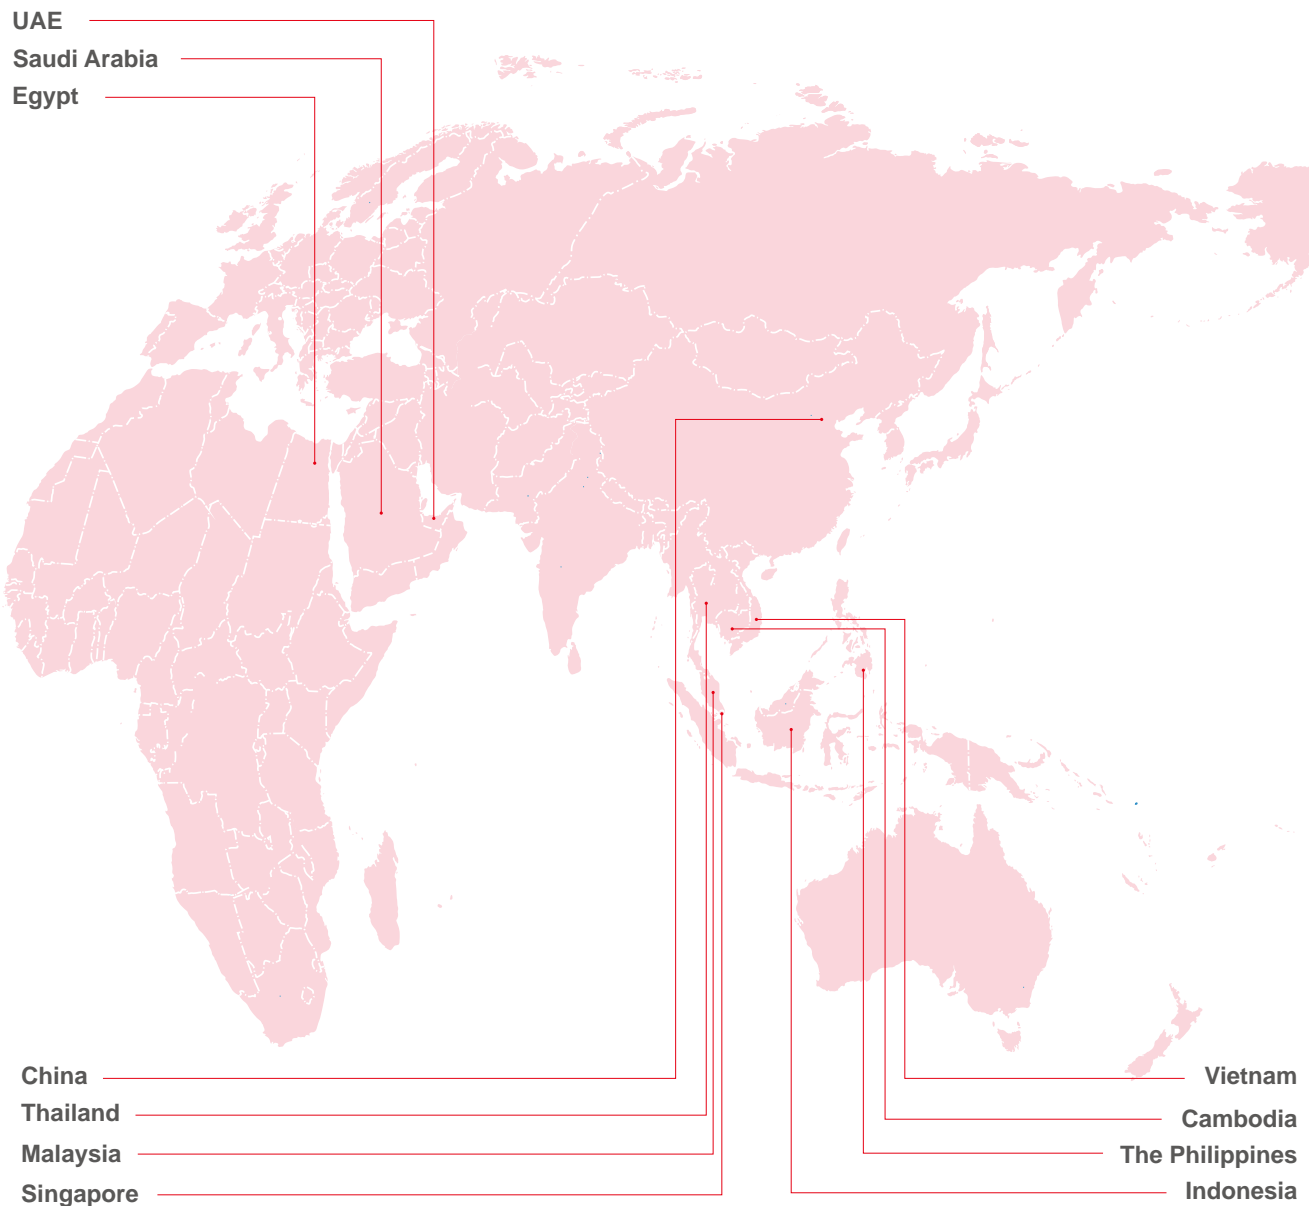 UAE
Saudi Arabia
Egypt
China
Thailand
Malaysia
Singapore
Vietnam
Cambodia
The Philippines
Indonesia